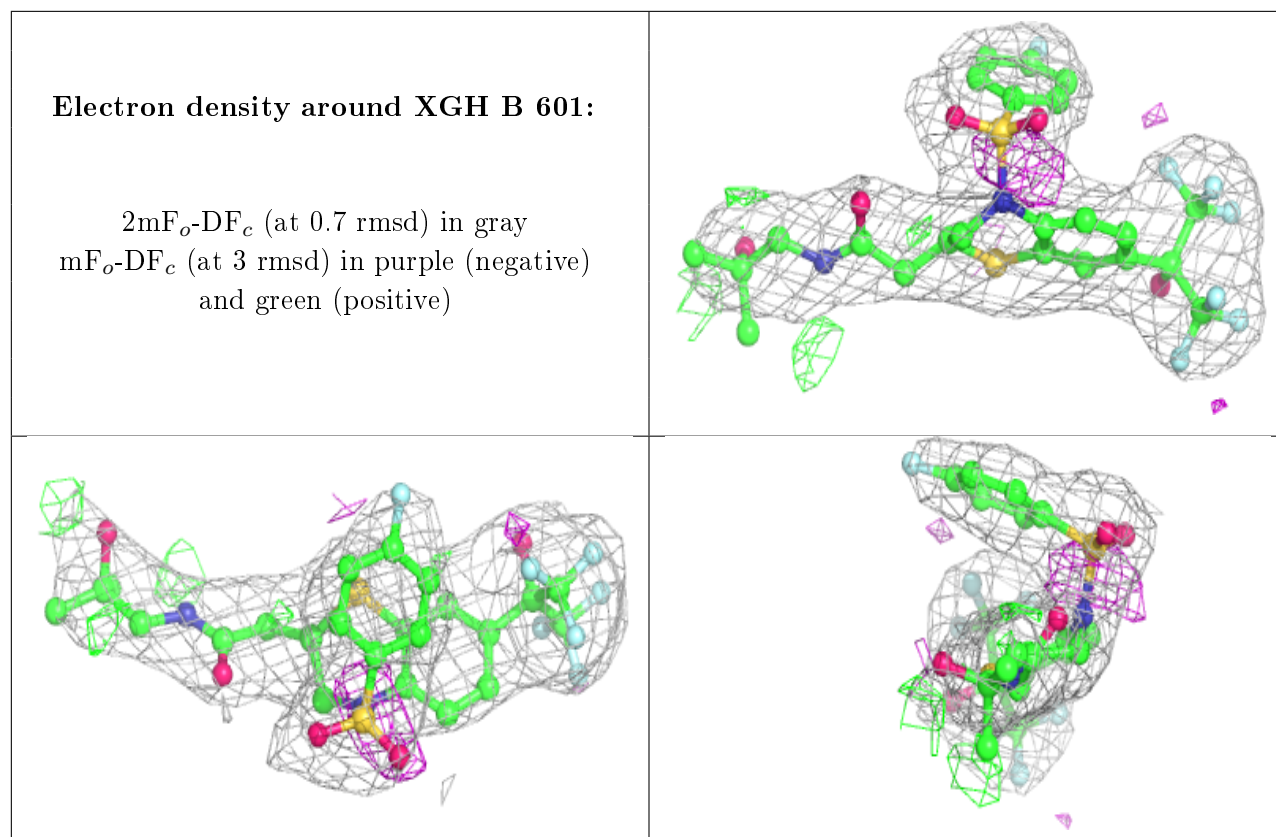 Electron density around XGH B 601:
2mFo-DFc (at 0.7 rmsd) in gray
mFo-DFc (at 3 rmsd) in purple (negative)
and green (positive)